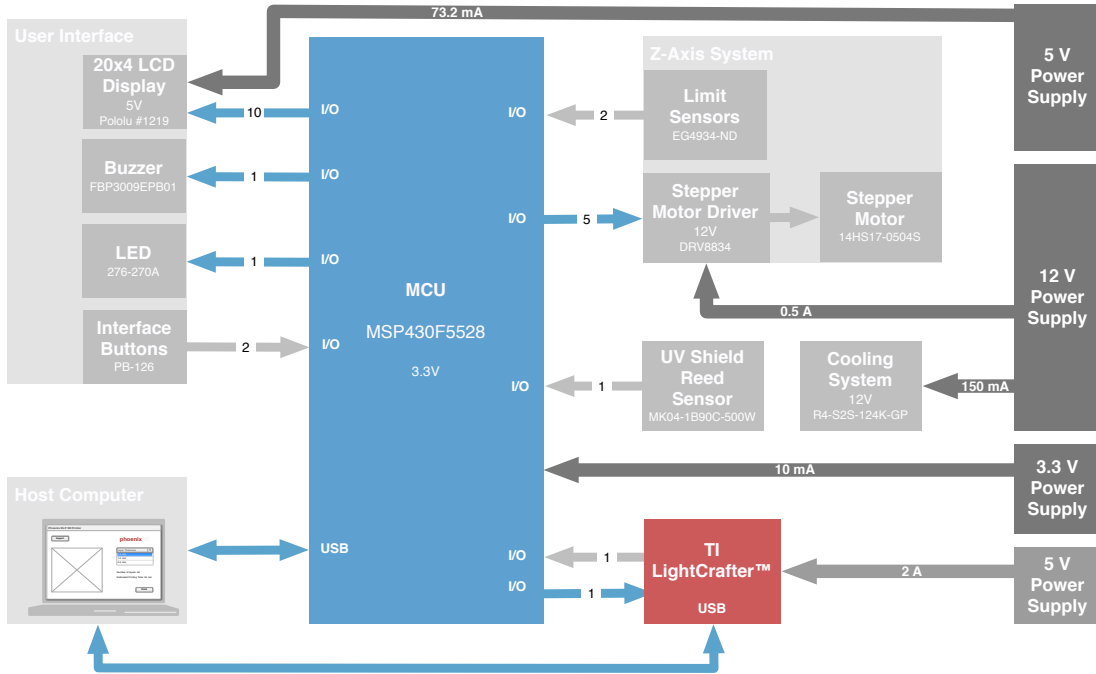 73.2 mA
User Interface
20x4 LCD
Display
5V
Pololu #1219
10
I/O
Buzzer
FBP3009EPB01
1
I/O
LED
276-270A
1
I/O
Interface
Buttons
PB-126
2
I/O
MCU
MSP430F5528
3.3V
I/O
2
Z-Axis System
Limit
Sensors
EG4934-ND
I/O
5
Stepper
Motor Driver
12V
DRV8834
Stepper
Motor
14HS17-0504S
5 V
Power
Supply
12 V
Power
Supply
0.5 A
I/O
1
UV Shield
Reed
Sensor
MK04-1B90C-500W
Cooling
System
12V
R4-S2S-124K-GP
150 mA
10 mA
3.3 V
Power
Supply
Host Computer
phoenix
USB
I/O
1
I/O
1
TI
LightCrafter™
USB
2 A
5 V
Power
Supply